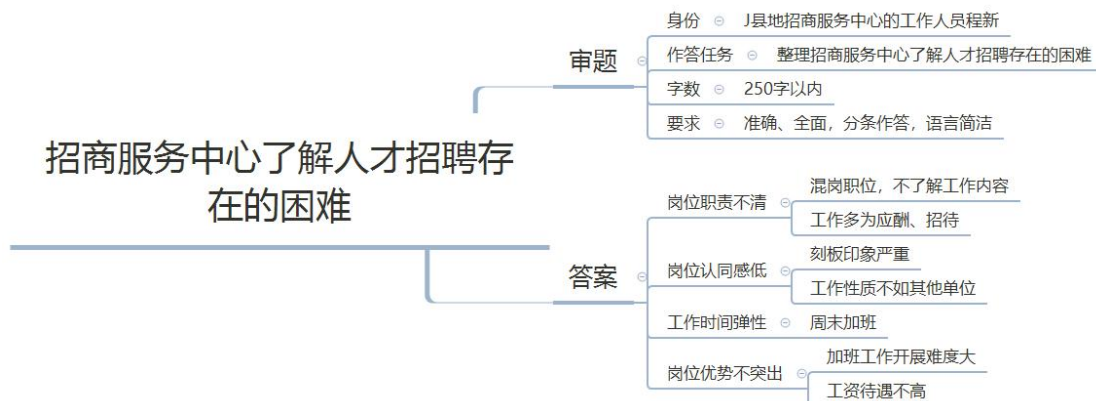 招商服务中心了解人才招聘存
在的困难
审题
身份
J县地招商服务中心的工作人员程新
作答任务
整理招商服务中心了解人才招聘存在的困难
字数
250字以内
要求
准确、全面，分条作答，语言简洁
答案
岗位职责不清
混岗职位，不了解工作内容
工作多为应酬、招待
岗位认同感低
刻板印象严重
工作性质不如其他单位
工作时间弹性
周末加班
岗位优势不突出
加班工作开展难度大
工资待遇不高